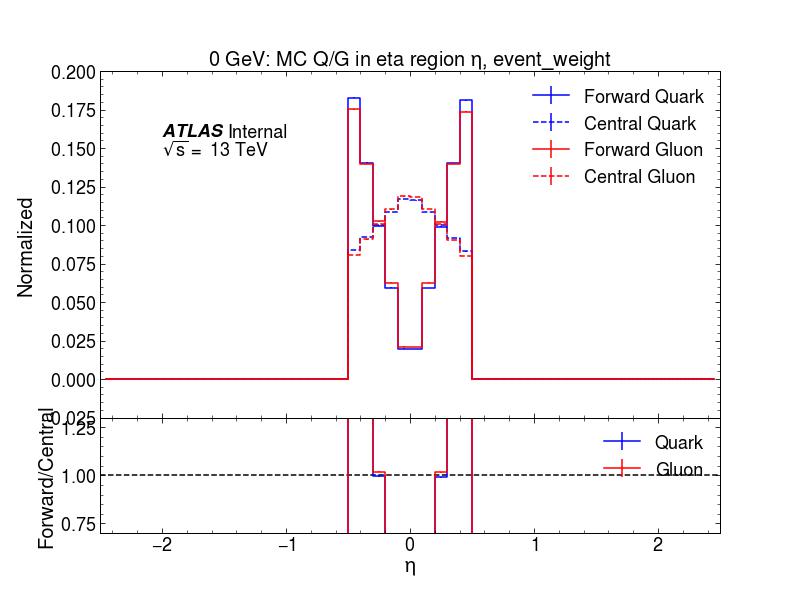 0 GeV: MC Q/G in eta region η, event_weight
0.200
0.175
0.150
0.125
0.100
0.075
0.050
0.025
0.000
0.025
Normalized
ATLAS Internal
√s = 13 TeV
Forward Quark
Central Quark
Forward Gluon
Central Gluon
1.25
1.00
0.75
Forward/Central
Quark
Gluon
−2 −1 0 1 2
η